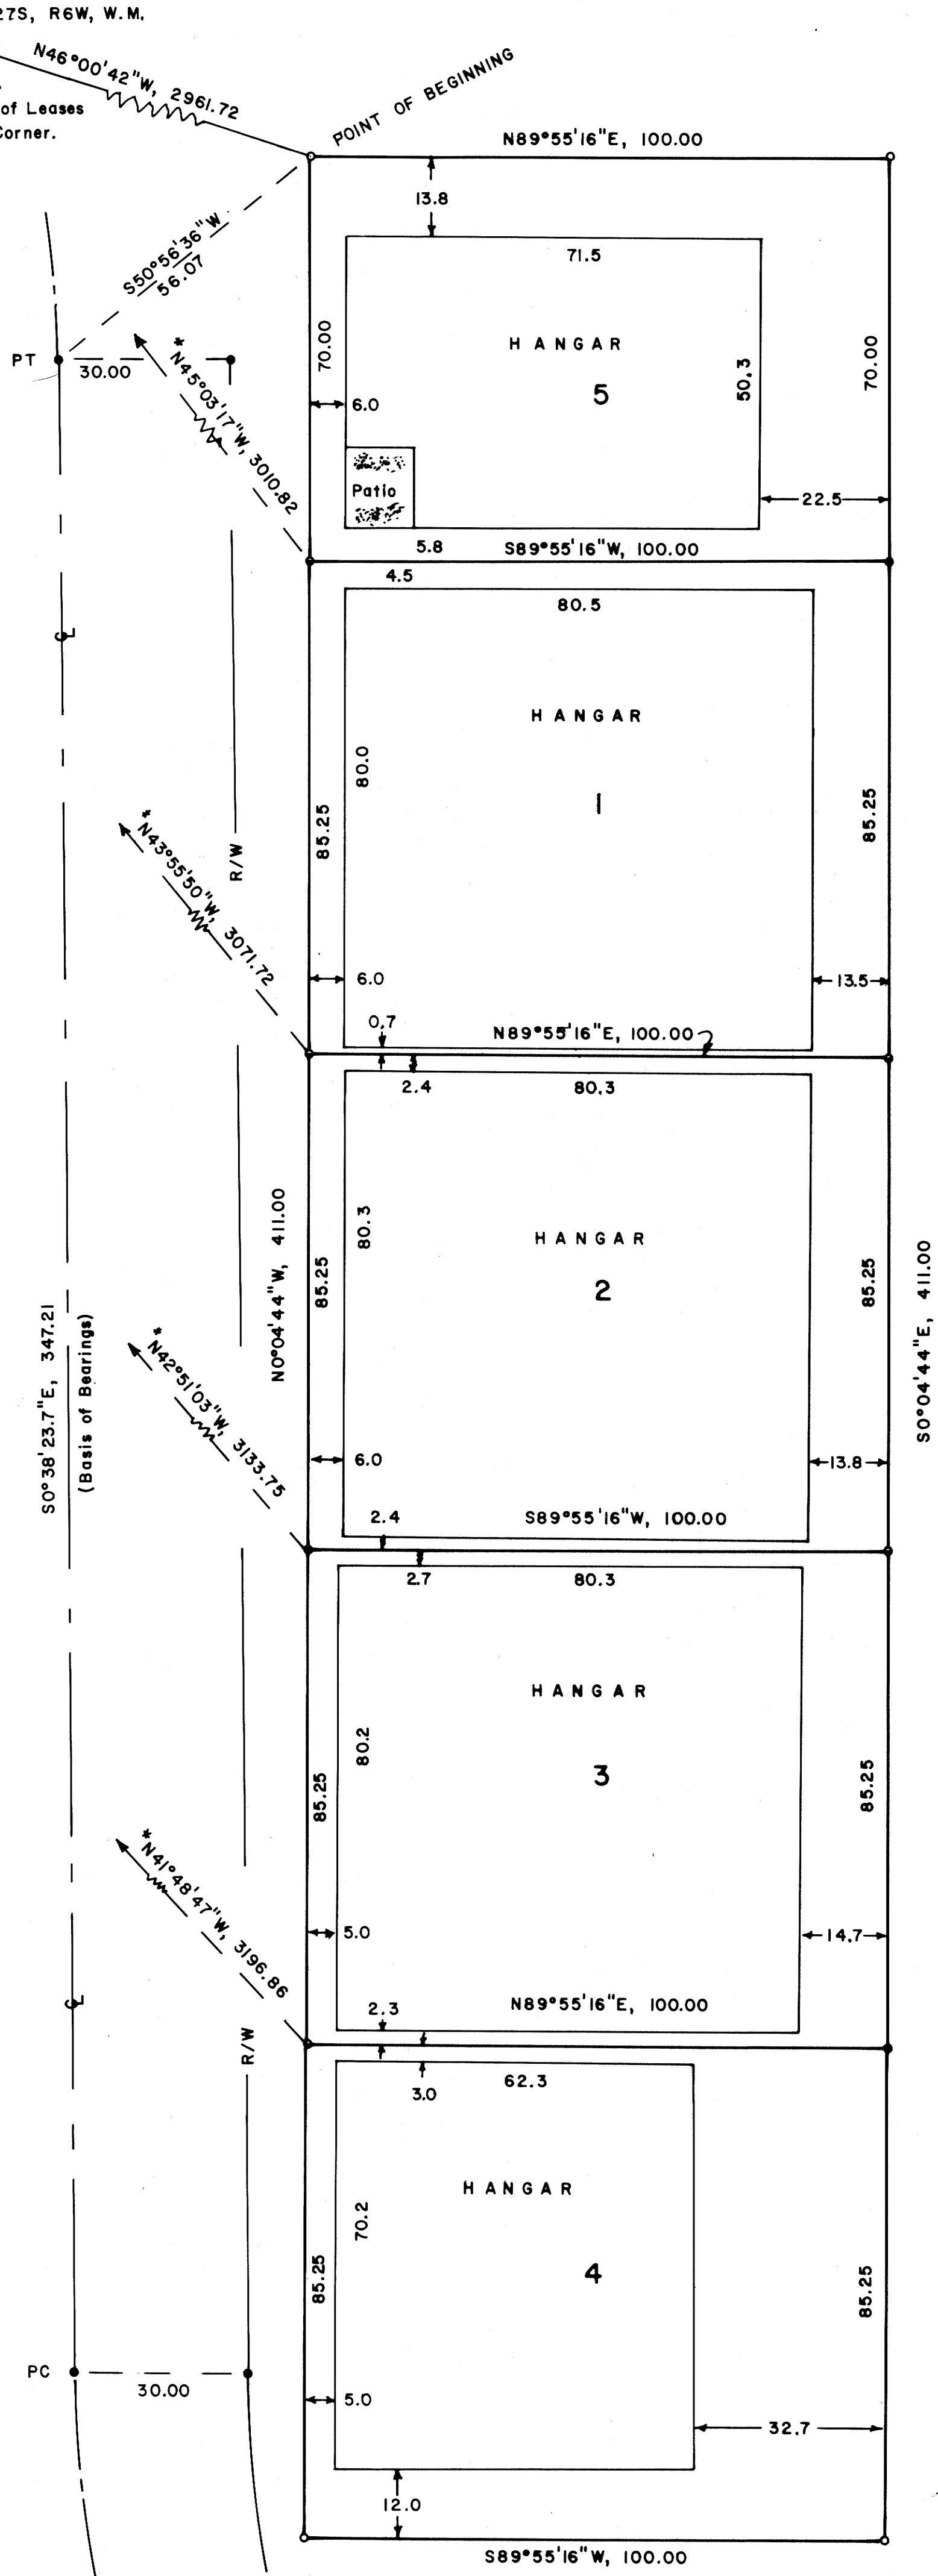 27S, R6W, W.M.
N46°00'42"W, 2961.72
of Leases
Corner.
POINT OF BEGINNING
N89°55'16"E, 100.00
13.8
S50°56'36"W
56.07
71.5
HANGAR
5
70.00
50.3
70.00
PT
30.00
*N45°03'17"W, 3010.82
6.0
Patio
22.5
5.8
S89°55'16"W, 100.00
4.5
80.5
℄
HANGAR
1
80.0
85.25
85.25
*N43°55'50"W, 3071.72
R/W
6.0
13.5
0.7
N89°55'16"E, 100.00
2.4
80.3
HANGAR
2
80.3
85.25
85.25
N0°04'44"W, 411.00
S0°04'44"E, 411.00
S0°38'23.7"E, 347.21
(Basis of Bearings)
*N42°51'03"W, 3133.75
6.0
13.8
2.4
S89°55'16"W, 100.00
2.7
80.3
HANGAR
3
80.2
85.25
85.25
*N41°48'47"W, 3196.86
5.0
14.7
℄
2.3
N89°55'16"E, 100.00
R/W
3.0
62.3
HANGAR
4
70.2
85.25
85.25
PC
30.00
5.0
32.7
12.0
S89°55'16"W, 100.00